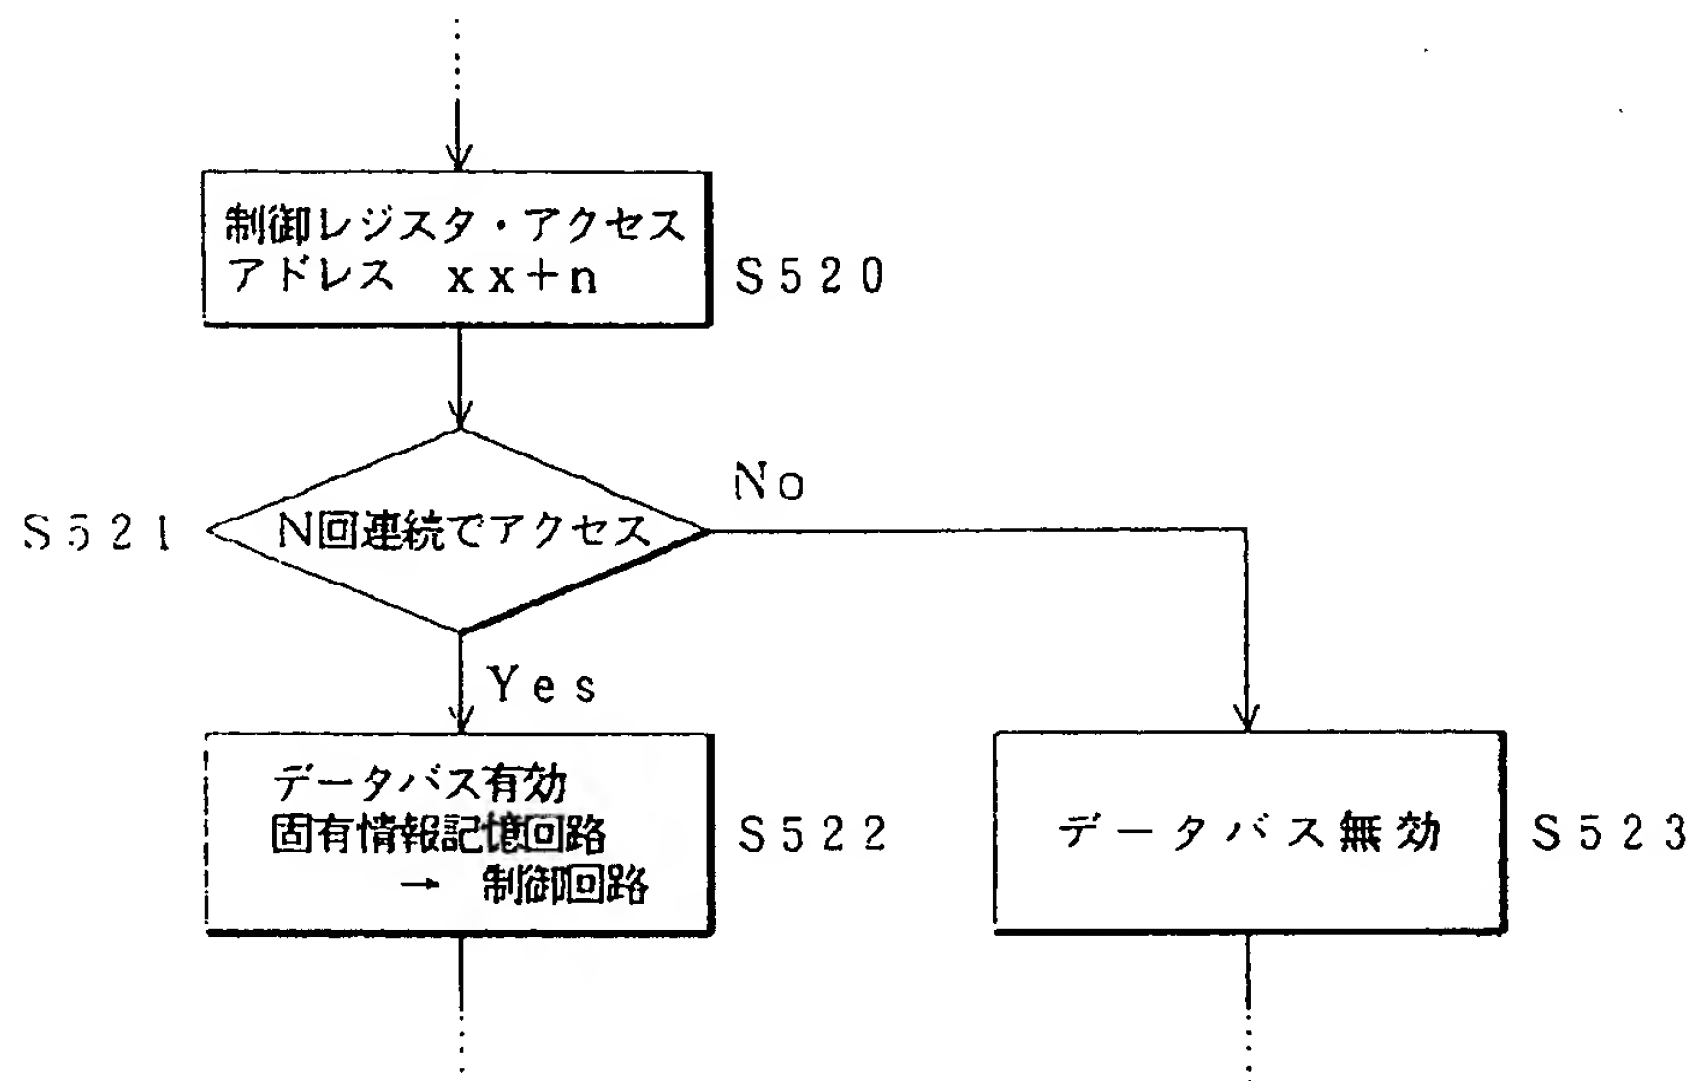 制御レジスタ・アクセス
アドレス xx+n
S520
No
S521
N回連続でアクセス
Yes
データバス有効
固有情報記憶回路
→ 制御回路
S522
データバス無効
S523